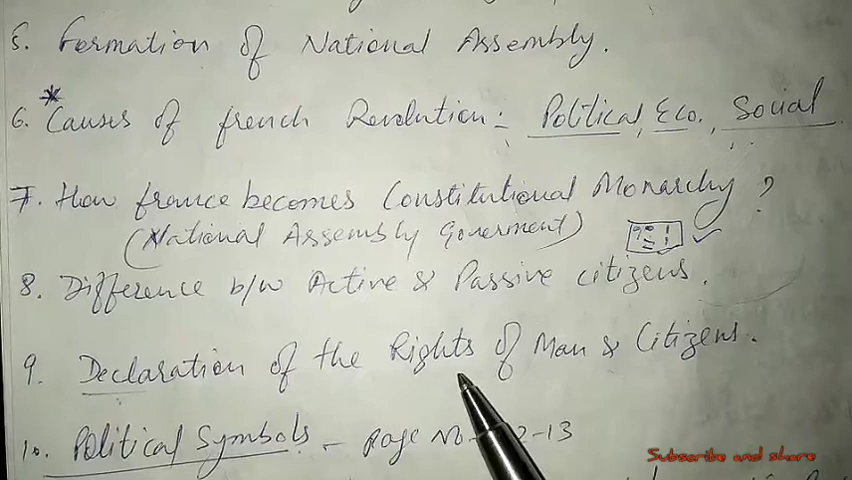 5. Formation of National Assembly.
6. Causes of french Revolution :- Political, Eco., Social
7. How france becomes Constitutional Monarchy ?
(National Assembly Goverment)
8. Difference b/w Active & Passive citizens.
9. Declaration of the Rights of Man & Citizens.
10. Political Symbols - Page No -
Subscribe and share